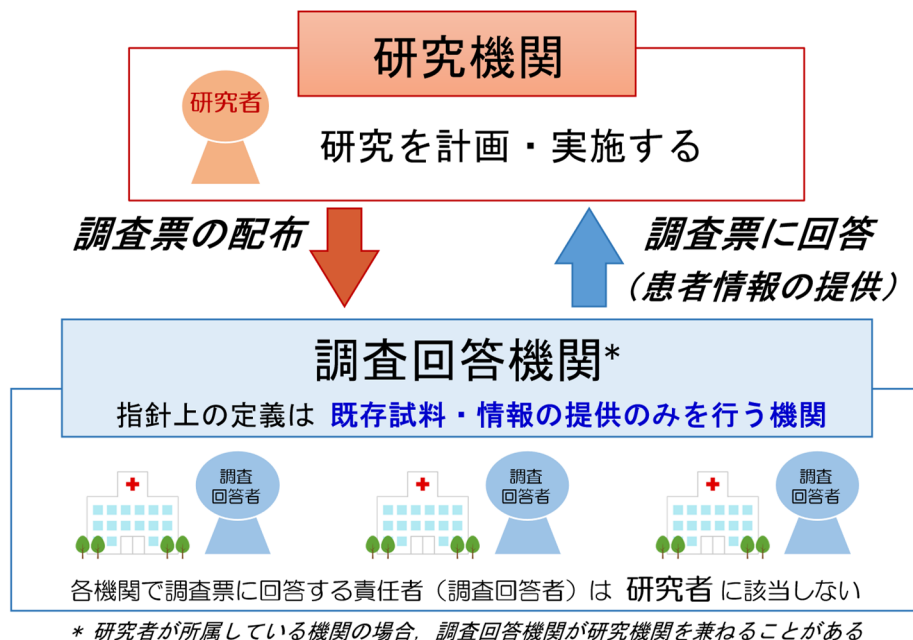 研究機関
研究者
研究を計画・実施する
調査票の配布
調査票に回答
（患者情報の提供）
調査回答機関*
指針上の定義は 既存試料・情報の提供のみを行う機関
調査
回答者
調査
回答者
調査
回答者
各機関で調査票に回答する責任者（調査回答者）は 研究者 に該当しない
* 研究者が所属している機関の場合，調査回答機関が研究機関を兼ねることがある